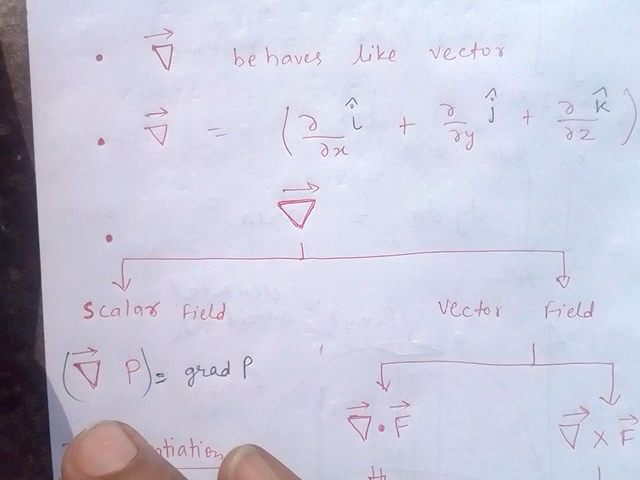 • ∇⃗ behaves like vector
• ∇⃗ = (∂/∂x î + ∂/∂y ĵ + ∂/∂z k̂)
• ∇⃗
Scalar Field Vector Field
(∇⃗ P) = grad P
∇⃗ • F⃗ ∇⃗ × F⃗